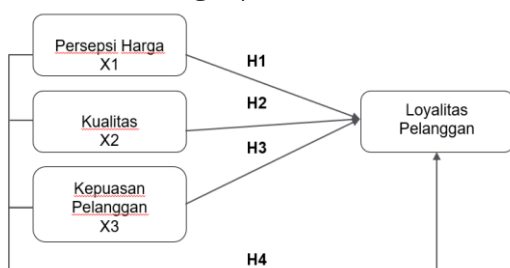 Persepsi Harga
X1
H1
H2
Kualitas
X2
Loyalitas
Pelanggan
H3
Kepuasan
Pelanggan
X3
H4